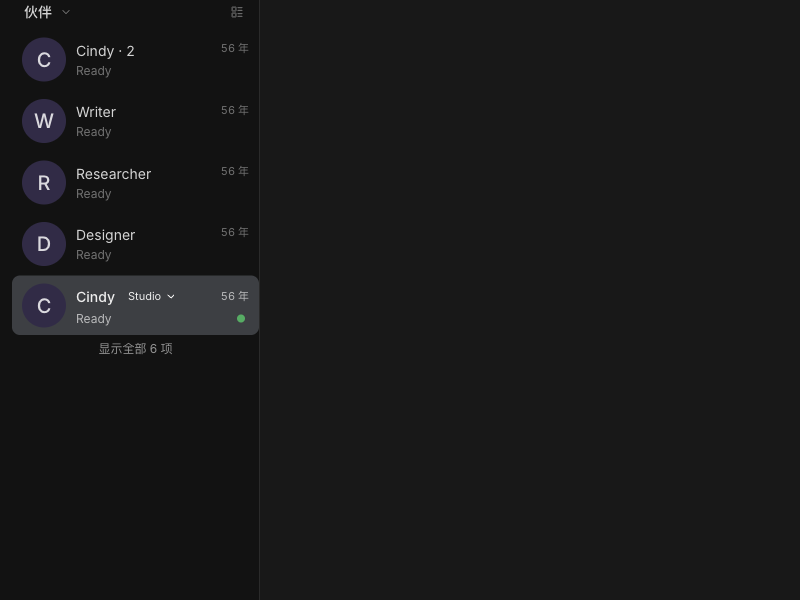 伙伴
Cindy · 2 56 年
Ready
Writer 56 年
Ready
Researcher 56 年
Ready
Designer 56 年
Ready
Cindy Studio 56 年
Ready
显示全部 6 项
C
W
R
D
C